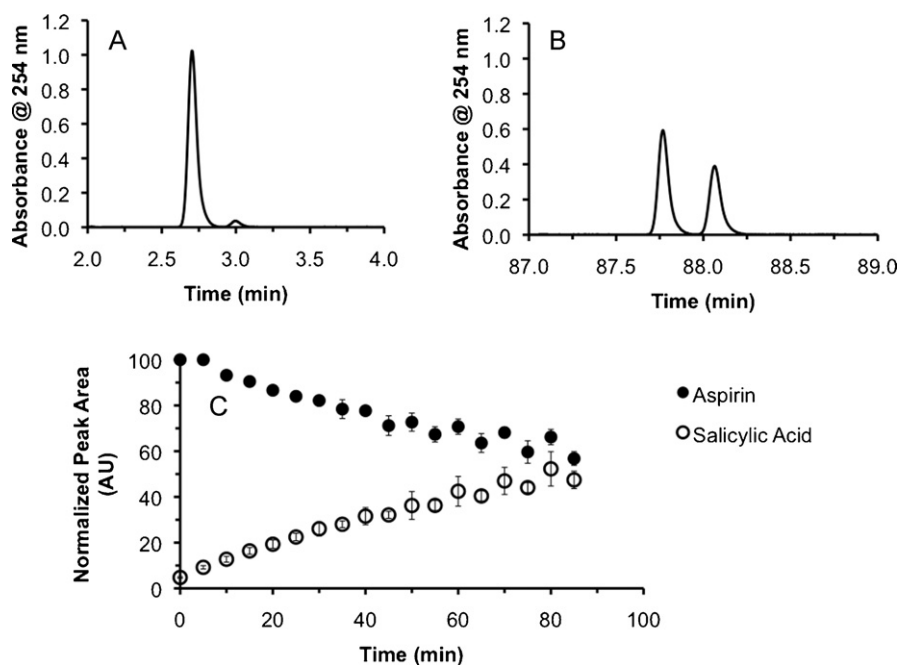 A
Absorbance @ 254 nm
1.2
1.0
0.8
0.6
0.4
0.2
0.0
2.0 2.5 3.0 3.5 4.0
Time (min)
B
Absorbance @ 254 nm
1.2
1.0
0.8
0.6
0.4
0.2
0.0
87.0 87.5 88.0 88.5 89.0
Time (min)
C
Normalized Peak Area
(AU)
100
80
60
40
20
0
0 20 40 60 80 100
Time (min)
Aspirin
Salicylic Acid